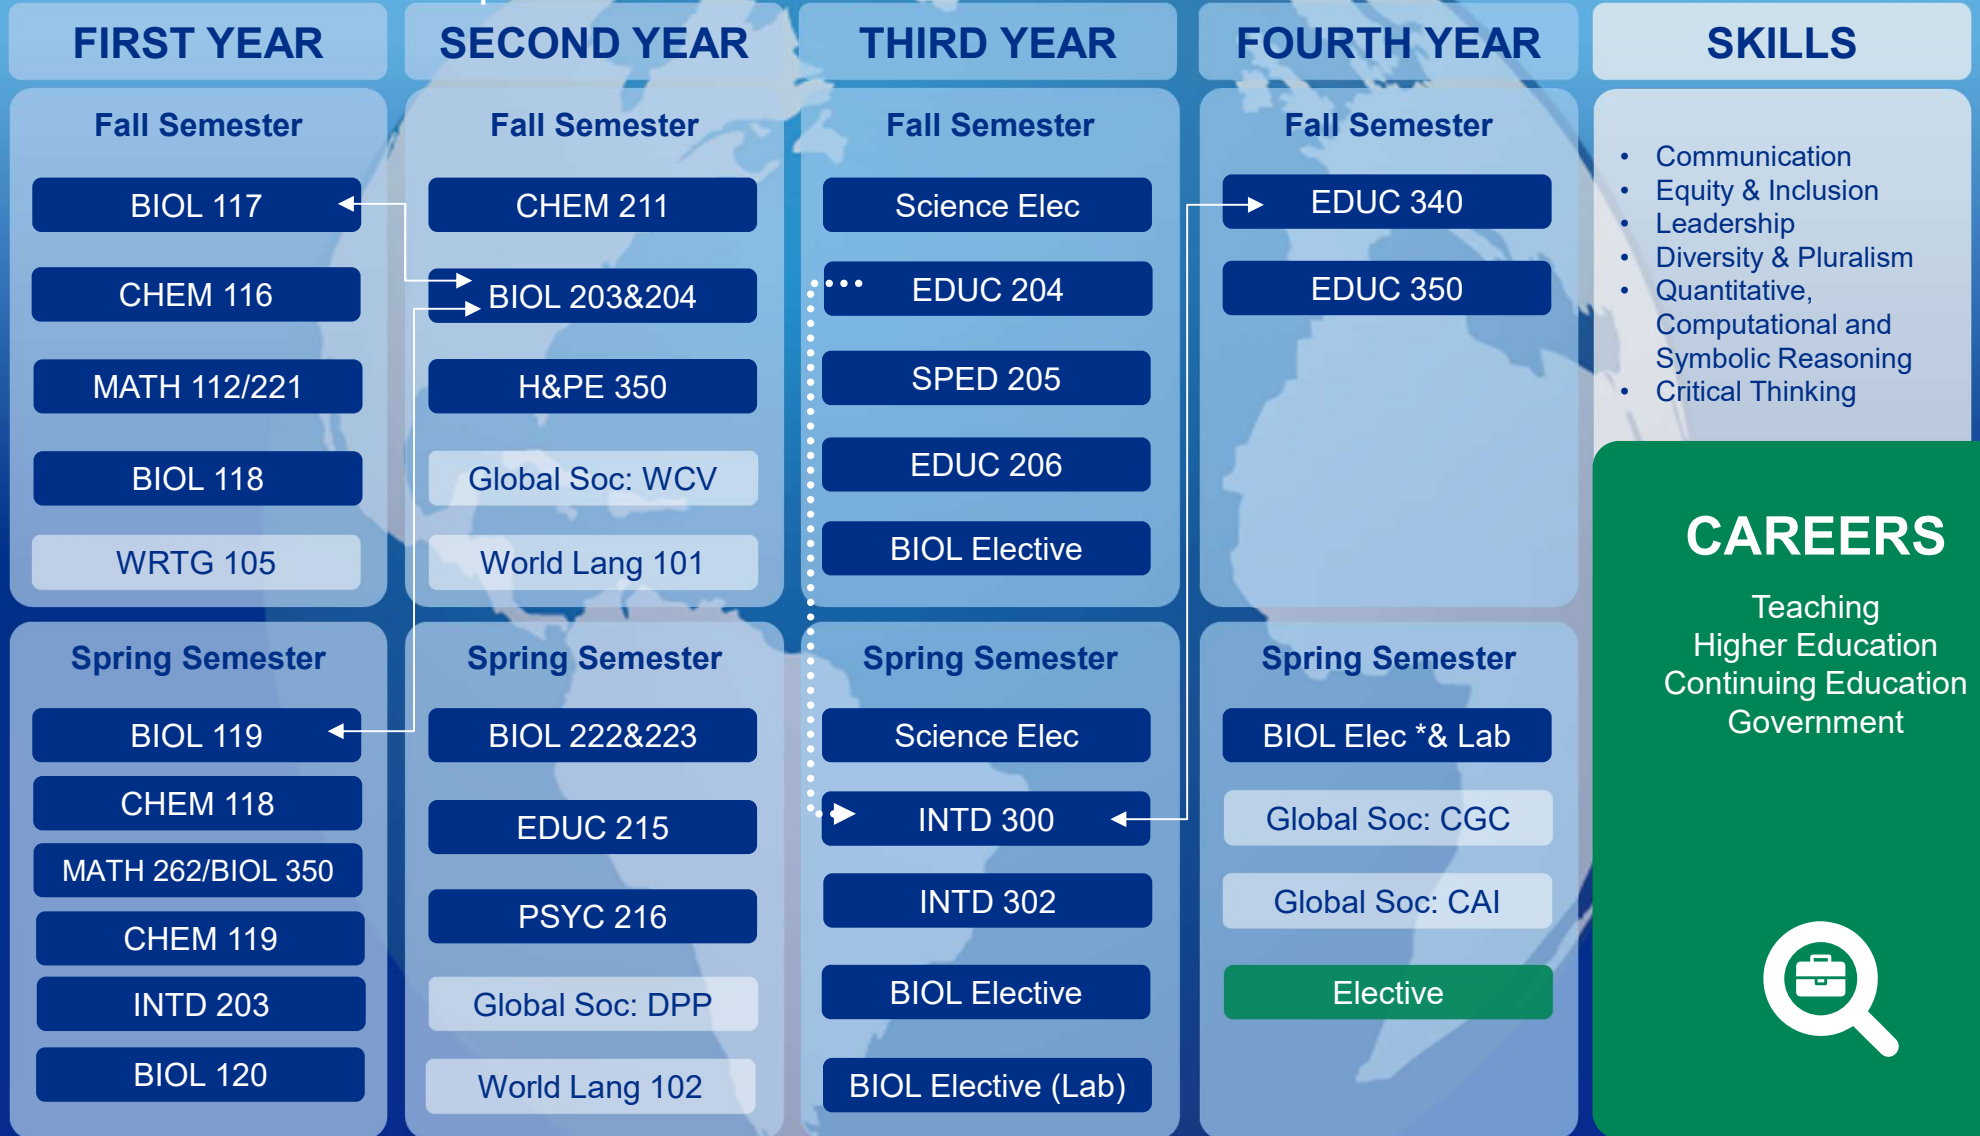 FIRST YEAR
Fall Semester
BIOL 117
CHEM 116
MATH 112/221
BIOL 118
WRTG 105
Spring Semester
BIOL 119
CHEM 118
MATH 262/BIOL 350
CHEM 119
INTD 203
BIOL 120
SECOND YEAR
Fall Semester
CHEM 211
BIOL 203&204
H&PE 350
Global Soc: WCV
World Lang 101
Spring Semester
BIOL 222&223
EDUC 215
PSYC 216
Global Soc: DPP
World Lang 102
THIRD YEAR
Fall Semester
Science Elec
EDUC 204
SPED 205
EDUC 206
BIOL Elective
Spring Semester
Science Elec
INTD 300
INTD 302
BIOL Elective
BIOL Elective (Lab)
FOURTH YEAR
Fall Semester
EDUC 340
EDUC 350
Spring Semester
BIOL Elec *& Lab
Global Soc: CGC
Global Soc: CAI
Elective
SKILLS
• Communication
• Equity & Inclusion
• Leadership
• Diversity & Pluralism
• Quantitative,
Computational and
Symbolic Reasoning
• Critical Thinking
CAREERS
Teaching
Higher Education
Continuing Education
Government